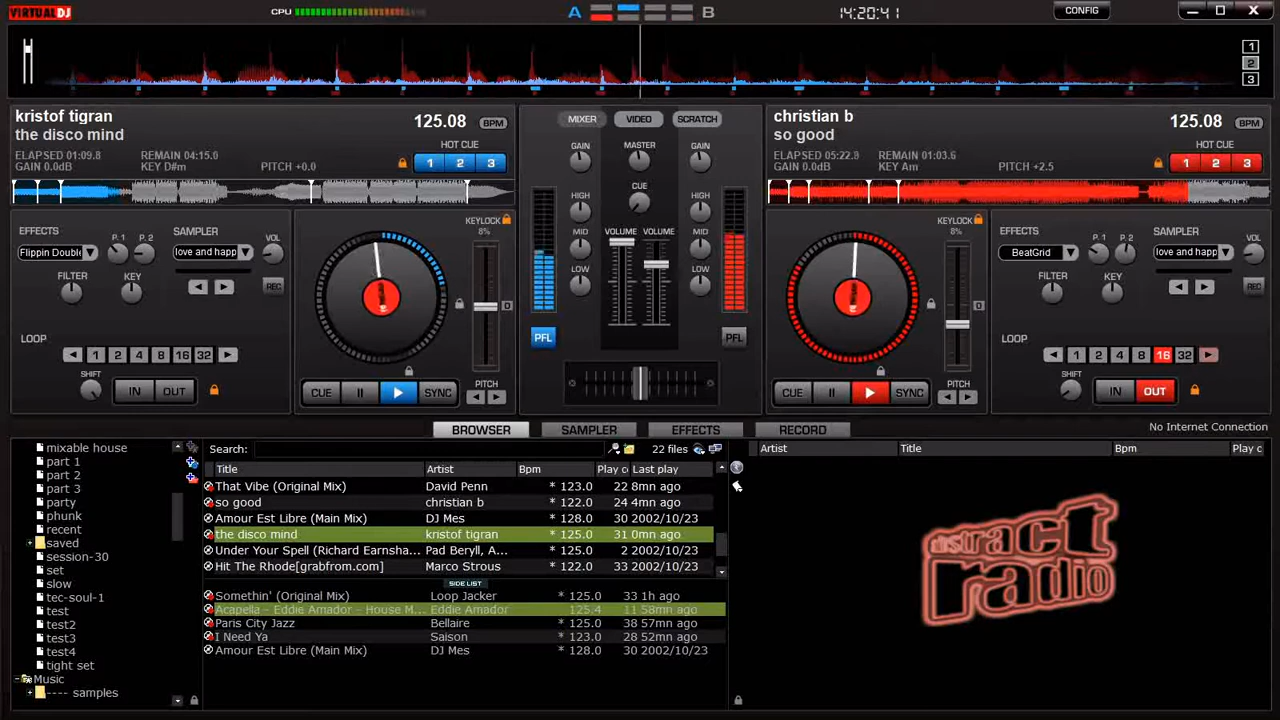 VIRTUAL DJ CPU A B 14:20:41 CONFIG
1
2
3
kristof tigran
the disco mind
125.08 BPM
ELAPSED 01:09.8 REMAIN 04:15.0 HOT CUE
GAIN 0.0dB KEY D#m PITCH +0.0 1 2 3
MIXER VIDEO SCRATCH
GAIN MASTER GAIN
HIGH CUE HIGH
MID VOLUME VOLUME MID
LOW LOW
PFL PFL
christian b
so good
125.08 BPM
ELAPSED 05:22.8 REMAIN 01:03.6 HOT CUE
GAIN 0.0dB KEY Am PITCH +2.5 1 2 3
EFFECTS P. 1 P. 2 SAMPLER VOL
Flippin Double love and happ
FILTER KEY REC
LOOP
1 2 4 8 16 32
SHIFT IN OUT
KEYLOCK
8%
CUE SYNC PITCH
KEYLOCK
8%
CUE SYNC PITCH
EFFECTS P. 1 P. 2 SAMPLER VOL
BeatGrid love and happ
FILTER KEY REC
LOOP
1 2 4 8 16 32
SHIFT IN OUT
BROWSER SAMPLER EFFECTS RECORD No Internet Connection
mixable house
part 1
part 2
part 3
party
phunk
recent
saved
session-30
set
slow
tec-soul-1
test
test2
test3
test4
tight set
Music
---- samples
Search: 22 files
Title Artist Bpm Play c Last play
That Vibe (Original Mix) David Penn * 123.0 22 8mn ago
so good christian b * 122.0 24 4mn ago
Amour Est Libre (Main Mix) DJ Mes * 128.0 30 2002/10/23
the disco mind kristof tigran * 125.0 31 0mn ago
Under Your Spell (Richard Earnsha... Pad Beryll, A... * 125.0 2 2002/10/23
Hit The Rhode[grabfrom.com] Marco Strous * 122.0 33 2002/10/23
SIDE LIST
Somethin' (Original Mix) Loop Jacker * 125.0 33 1h ago
Acapella - Eddie Amador - House M... Eddie Amador 125.4 11 58mn ago
Paris City Jazz Bellaire * 125.0 38 57mn ago
I Need Ya Saison * 123.0 28 52mn ago
Amour Est Libre (Main Mix) DJ Mes * 128.0 30 2002/10/23
Artist Title Bpm Play c
distract
radio